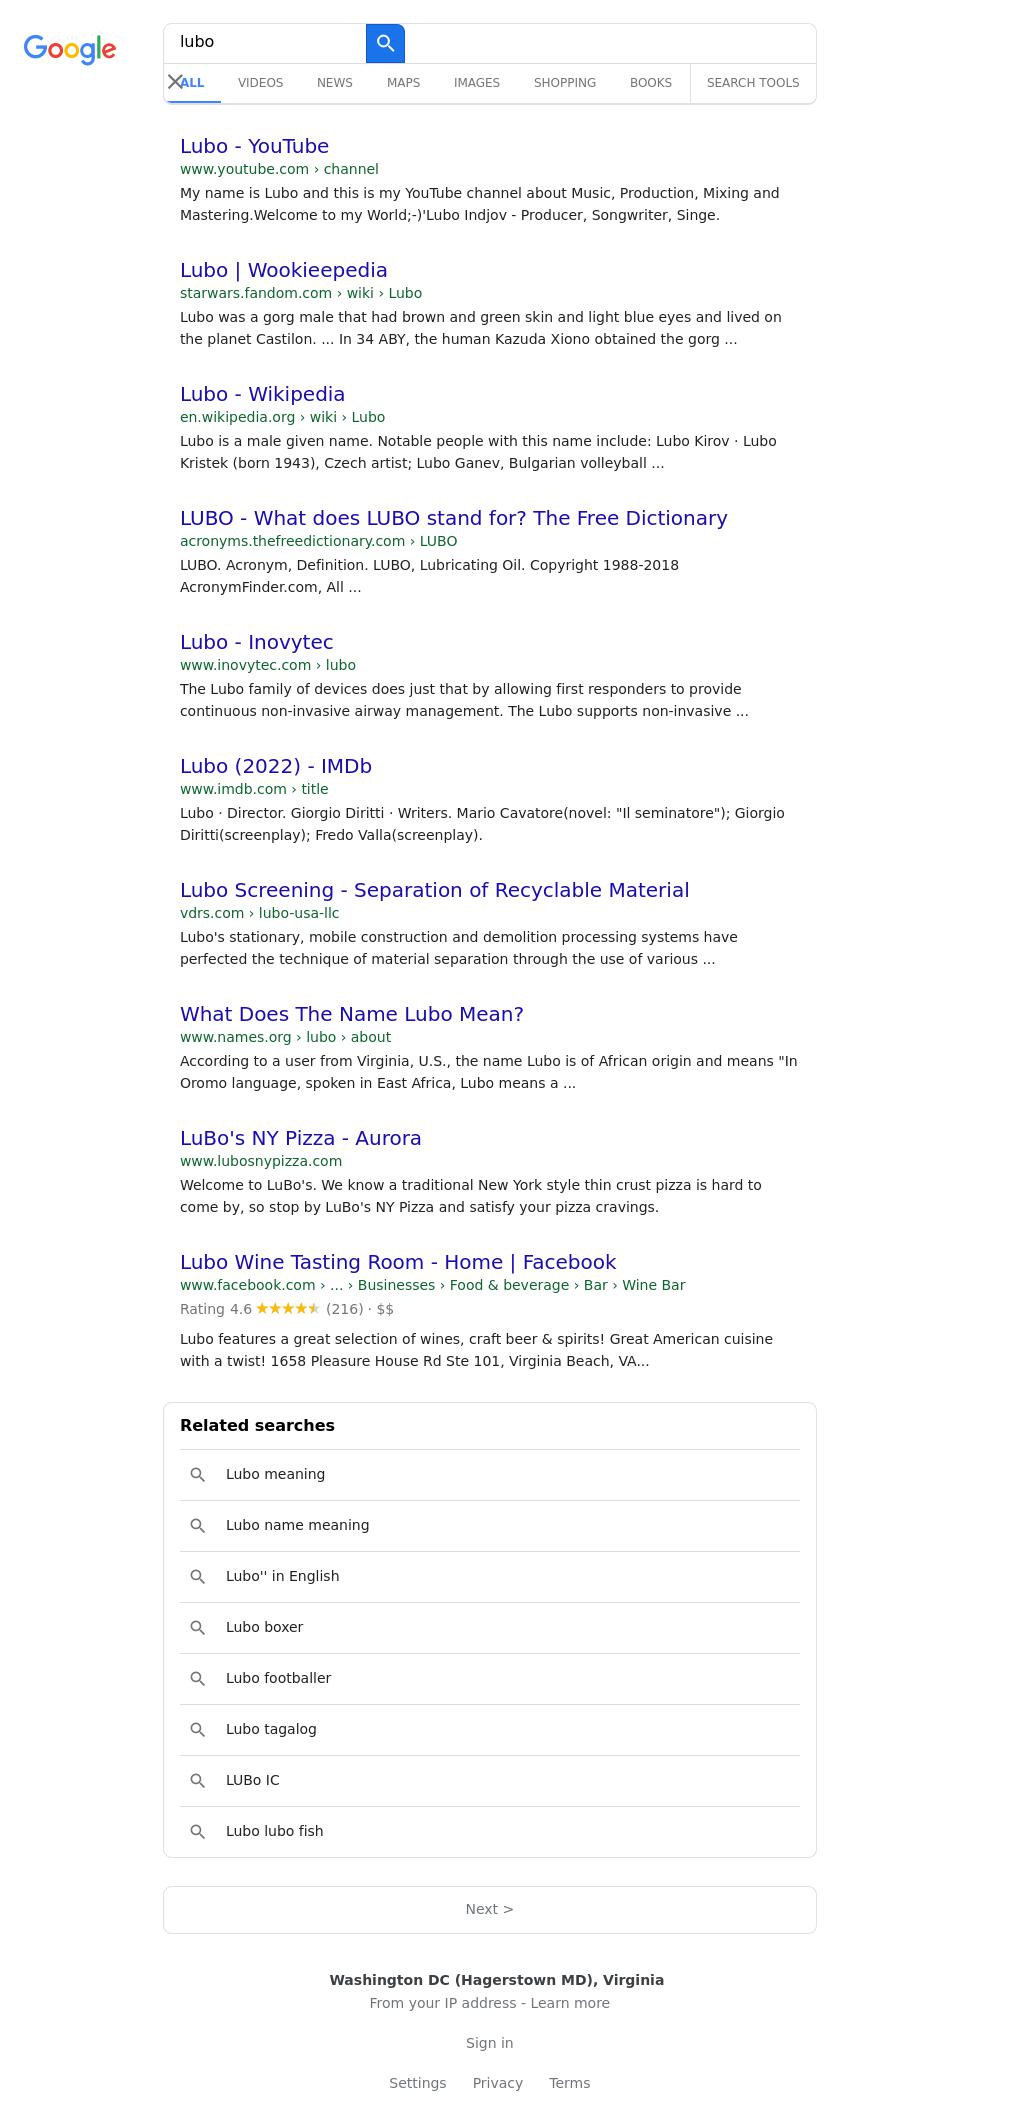 Google
lubo
ALL VIDEOS NEWS MAPS IMAGES SHOPPING BOOKS SEARCH TOOLS
Lubo - YouTube
www.youtube.com › channel
My name is Lubo and this is my YouTube channel about Music, Production, Mixing and
Mastering.Welcome to my World;-)'Lubo Indjov - Producer, Songwriter, Singe.
Lubo | Wookieepedia
starwars.fandom.com › wiki › Lubo
Lubo was a gorg male that had brown and green skin and light blue eyes and lived on
the planet Castilon. ... In 34 ABY, the human Kazuda Xiono obtained the gorg ...
Lubo - Wikipedia
en.wikipedia.org › wiki › Lubo
Lubo is a male given name. Notable people with this name include: Lubo Kirov · Lubo
Kristek (born 1943), Czech artist; Lubo Ganev, Bulgarian volleyball ...
LUBO - What does LUBO stand for? The Free Dictionary
acronyms.thefreedictionary.com › LUBO
LUBO. Acronym, Definition. LUBO, Lubricating Oil. Copyright 1988-2018
AcronymFinder.com, All ...
Lubo - Inovytec
www.inovytec.com › lubo
The Lubo family of devices does just that by allowing first responders to provide
continuous non-invasive airway management. The Lubo supports non-invasive ...
Lubo (2022) - IMDb
www.imdb.com › title
Lubo · Director. Giorgio Diritti · Writers. Mario Cavatore(novel: "Il seminatore"); Giorgio
Diritti(screenplay); Fredo Valla(screenplay).
Lubo Screening - Separation of Recyclable Material
vdrs.com › lubo-usa-llc
Lubo's stationary, mobile construction and demolition processing systems have
perfected the technique of material separation through the use of various ...
What Does The Name Lubo Mean?
www.names.org › lubo › about
According to a user from Virginia, U.S., the name Lubo is of African origin and means "In
Oromo language, spoken in East Africa, Lubo means a ...
LuBo's NY Pizza - Aurora
www.lubosnypizza.com
Welcome to LuBo's. We know a traditional New York style thin crust pizza is hard to
come by, so stop by LuBo's NY Pizza and satisfy your pizza cravings.
Lubo Wine Tasting Room - Home | Facebook
www.facebook.com › ... › Businesses › Food & beverage › Bar › Wine Bar
Rating 4.6 (216) · $$
Lubo features a great selection of wines, craft beer & spirits! Great American cuisine
with a twist! 1658 Pleasure House Rd Ste 101, Virginia Beach, VA...
Related searches
Lubo meaning
Lubo name meaning
Lubo'' in English
Lubo boxer
Lubo footballer
Lubo tagalog
LUBo IC
Lubo lubo fish
Next >
Washington DC (Hagerstown MD), Virginia
From your IP address - Learn more
Sign in
Settings Privacy Terms